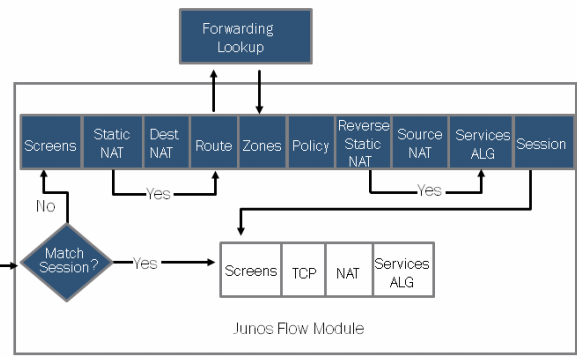 Forwarding
Lookup
Screens
Static
NAT
Dest
NAT
Route
Zones
Policy
Reverse
Static
NAT
Source
NAT
Services
ALG
Session
Yes
Yes
No
Match
Session?
Yes
Screens
TCP
NAT
Services
ALG
Junos Flow Module